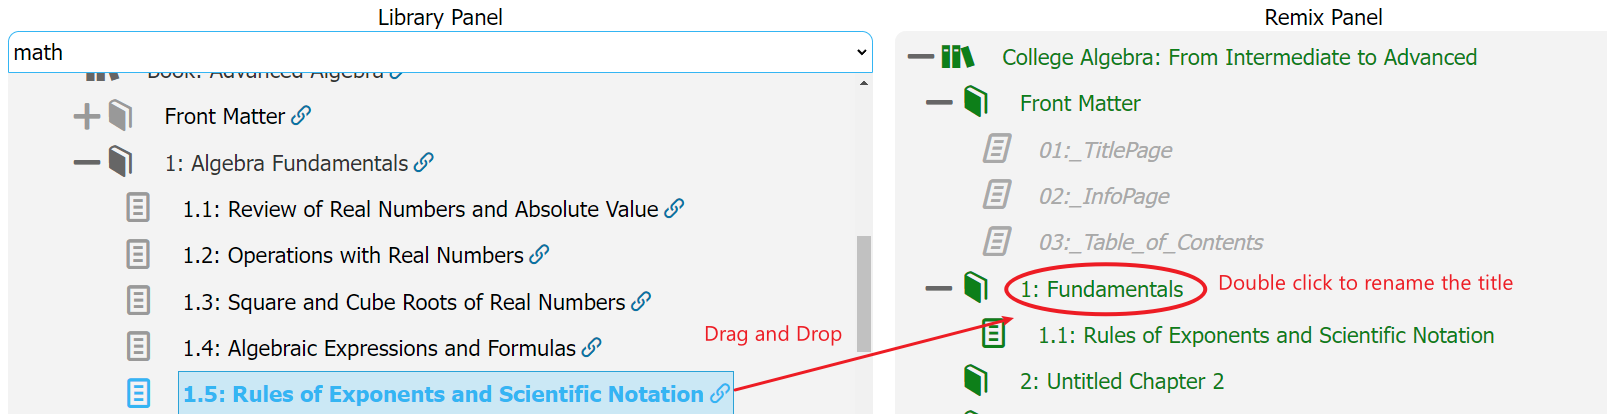 Library Panel
Remix Panel
math
Book: Advanced Algebra
Front Matter
1: Algebra Fundamentals
1.1: Review of Real Numbers and Absolute Value
1.2: Operations with Real Numbers
1.3: Square and Cube Roots of Real Numbers
1.4: Algebraic Expressions and Formulas
1.5: Rules of Exponents and Scientific Notation
Drag and Drop
College Algebra: From Intermediate to Advanced
Front Matter
01:_TitlePage
02:_InfoPage
03:_Table_of_Contents
1: Fundamentals
Double click to rename the title
1.1: Rules of Exponents and Scientific Notation
2: Untitled Chapter 2